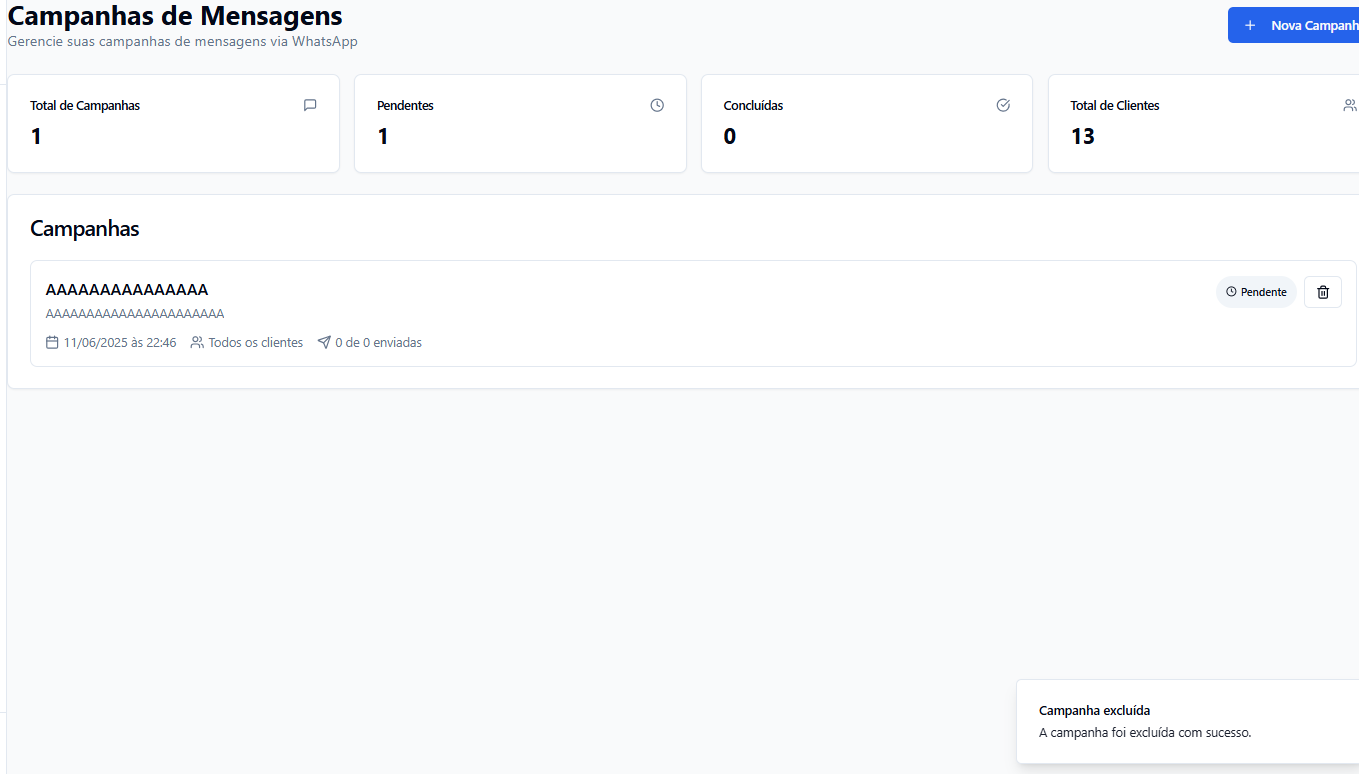 Campanhas de Mensagens
Gerencie suas campanhas de mensagens via WhatsApp
Nova Campanh
Total de Campanhas
1
Pendentes
1
Concluídas
0
Total de Clientes
13
Campanhas
AAAAAAAAAAAAAAA
AAAAAAAAAAAAAAAAAAAAAA
Pendente
11/06/2025 às 22:46 Todos os clientes 0 de 0 enviadas
Campanha excluída
A campanha foi excluída com sucesso.